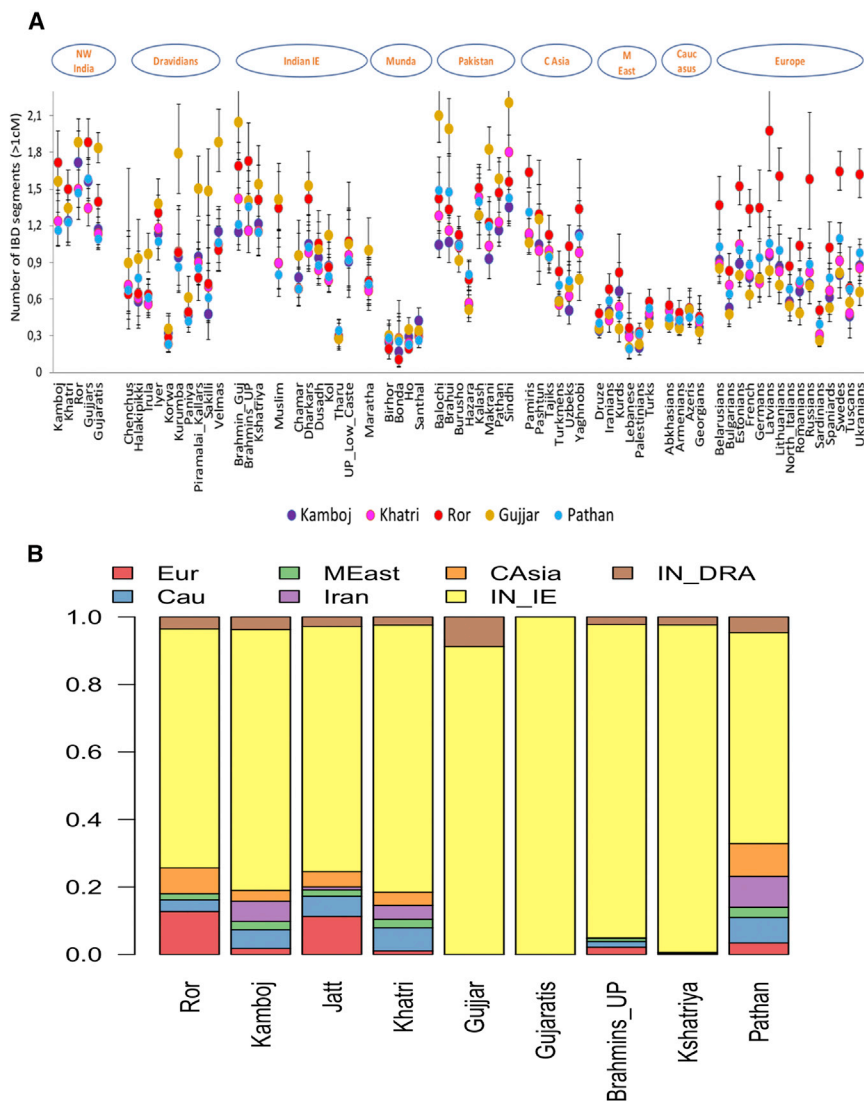 A
NW
India
Dravidians
Indian IE
Munda
Pakistan
C Asia
M
East
Cauc
asus
Europe
Number of IBD segments (>1cM)
2,1
1,8
1,5
1,2
0,9
0,6
0,3
0
Kamboj
Khatri
Ror
Gujjars
Gujaratis
Chenchus
Halakipikki
Irula
Iyer
Korwa
Kurumba
Paniya
Piramalai_Kallars
Sakilli
Velmas
Brahmin_Guj
Brahmins_UP
Kshatriya
Muslim
Chamar
Dharkars
Dusadh
Kol
Tharu
UP_Low_Caste
Maratha
Birhor
Bonda
Ho
Santhal
Balochi
Brahui
Burusho
Hazara
Kalash
Makrani
Pathan
Sindhi
Pamiris
Pashtun
Tajiks
Turkmens
Uzbeks
Yaghnobi
Druze
Iranians
Kurds
Lebanese
Palestinians
Turks
Abkhasians
Armenians
Azeris
Georgians
Belarusians
Bulgarians
Estonians
French
Germans
Latvians
Lithuanians
North_Italians
Romanians
Russians
Sardinians
Spaniards
Swedes
Tuscans
Ukranians
Kamboj Khatri Ror Gujjar Pathan
B
Eur MEast CAsia IN_DRA
Cau Iran IN_IE
1.0
0.8
0.6
0.4
0.2
0.0
Ror
Kamboj
Jatt
Khatri
Gujjar
Gujaratis
Brahmins_UP
Kshatriya
Pathan